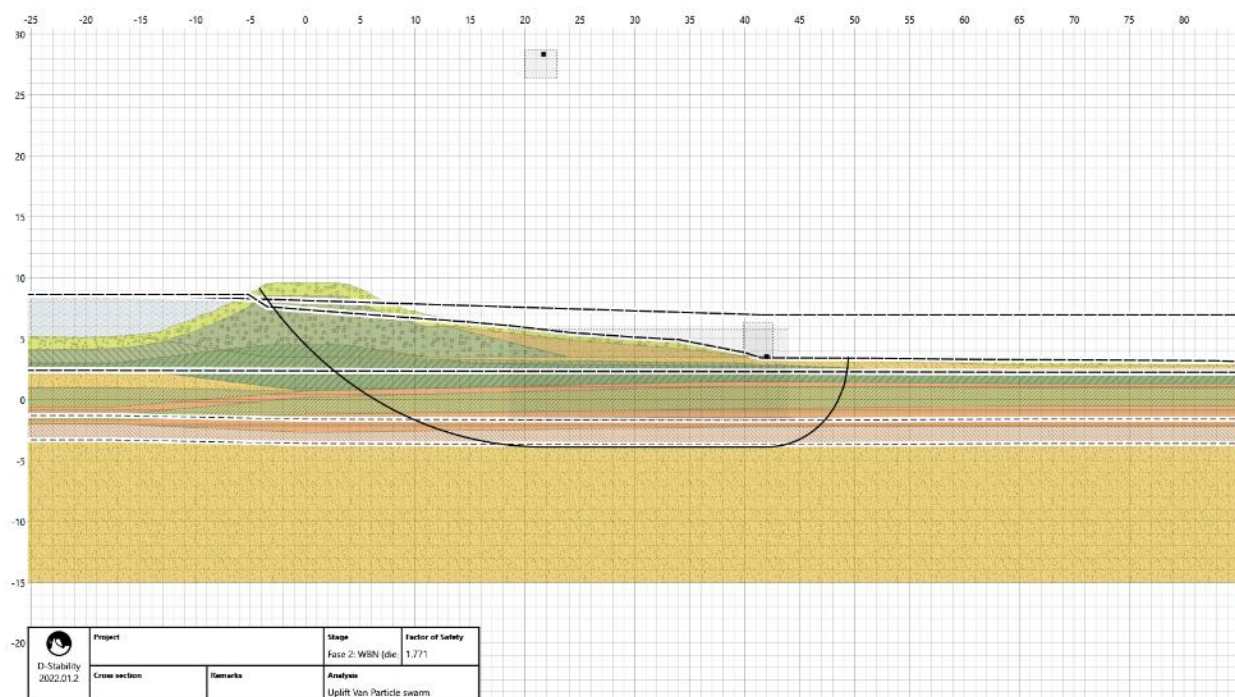 -25 -20 -15 -10 -5 0 5 10 15 20 25 30 35 40 45 50 55 60 65 70 75 80
30
25
20
15
10
5
0
-5
-10
-15
-20
D-Stability
2022.01.2
Project
Stage
Fase 2: WBN (die
Factor of Safety
1.771
Cross section
Remarks
Analysis
Uplift Van Particle swarm